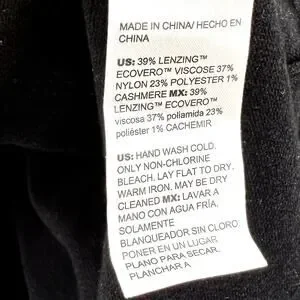 MADE IN CHINA/ HECHO EN
CHINA
US: 39% LENZING™
ECOVERO™ VISCOSE 37%
NYLON 23% POLYESTER 1%
CASHMERE MX: 39%
LENZING™ ECOVERO™
viscosa 37% poliamida 23%
poliéster 1% CACHEMIR
US: HAND WASH COLD.
ONLY NON-CHLORINE
BLEACH. LAY FLAT TO DRY.
WARM IRON. MAY BE DRY
CLEANED MX: LAVAR A
MANO CON AGUA FRÍA.
SOLAMENTE
BLANQUEADOR SIN CLORO.
PONER EN UN LUGAR
PLANO PARA SECAR.
PLANCHAR A